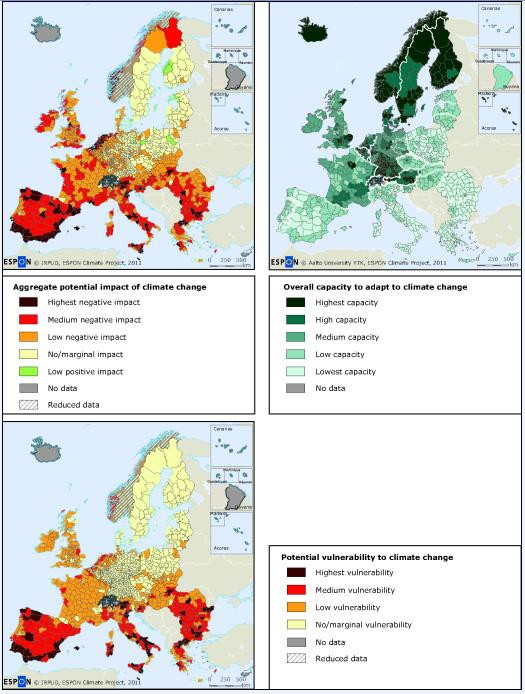 Canarias
Guadeloupe
Martinique
Réunion
Guyane
Madeira
Acores
ESPON © IRPUD, ESPON Climate Project, 2011
0 250 500
km
Canarias
Guadeloupe
Martinique
Réunion
Guyane
Madeira
Acores
ESPON © Aalto University YTK, ESPON Climate Project, 2011
0 250 500
km
Aggregate potential impact of climate change
Highest negative impact
Medium negative impact
Low negative impact
No/marginal impact
Low positive impact
No data
Reduced data
Overall capacity to adapt to climate change
Highest capacity
High capacity
Medium capacity
Low capacity
Lowest capacity
No data
Canarias
Guadeloupe
Martinique
Réunion
Guyane
Madeira
Acores
ESPON © IRPUD, ESPON Climate Project, 2011
0 250 500
km
Potential vulnerability to climate change
Highest vulnerability
Medium vulnerability
Low vulnerability
No/marginal vulnerability
No data
Reduced data